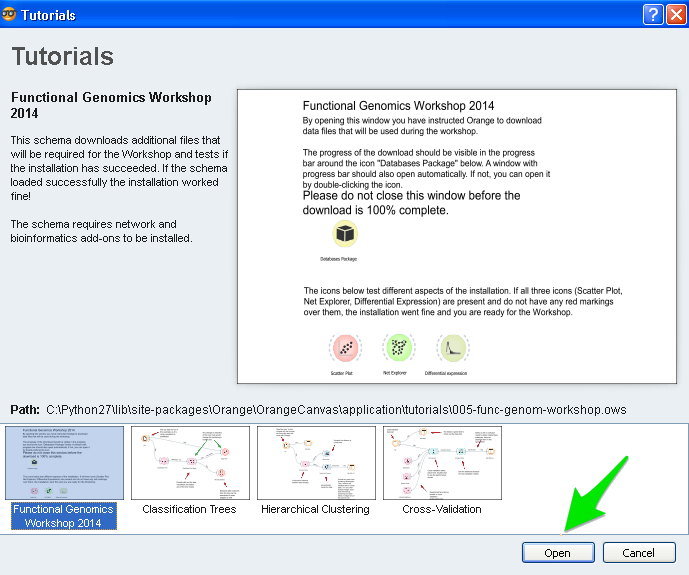 Tutorials
Tutorials
Functional Genomics Workshop
2014
This schema downloads additional files that
will be required for the Workshop and tests if
the installation has succeeded. If the schema
loaded successfully the installation worked
fine!
The schema requires network and
bioinformatics add-ons to be installed.
Functional Genomics Workshop 2014
By opening this window you have instructed Orange to download
data files that will be used during the workshop.
The progress of the download should be visible in the progress
bar around the icon "Databases Package" below. A window with
progress bar should also open automatically. If not, you can open it
by double-clicking the icon.
Please do not close this window before the
download is 100% complete.
Databases Package
The icons below test different aspects of the installation. If all three icons (Scatter Plot,
Net Explorer, Differential Expression) are present and do not have any red markings
over them, the installation went fine and you are ready for the Workshop.
Scatter Plot
Net Explorer
Differential expression
Path: C:\Python27\lib\site-packages\Orange\OrangeCanvas\application\tutorials\005-func-genom-workshop.ows
Functional Genomics
Workshop 2014
Classification Trees
Hierarchical Clustering
Cross-Validation
Open
Cancel